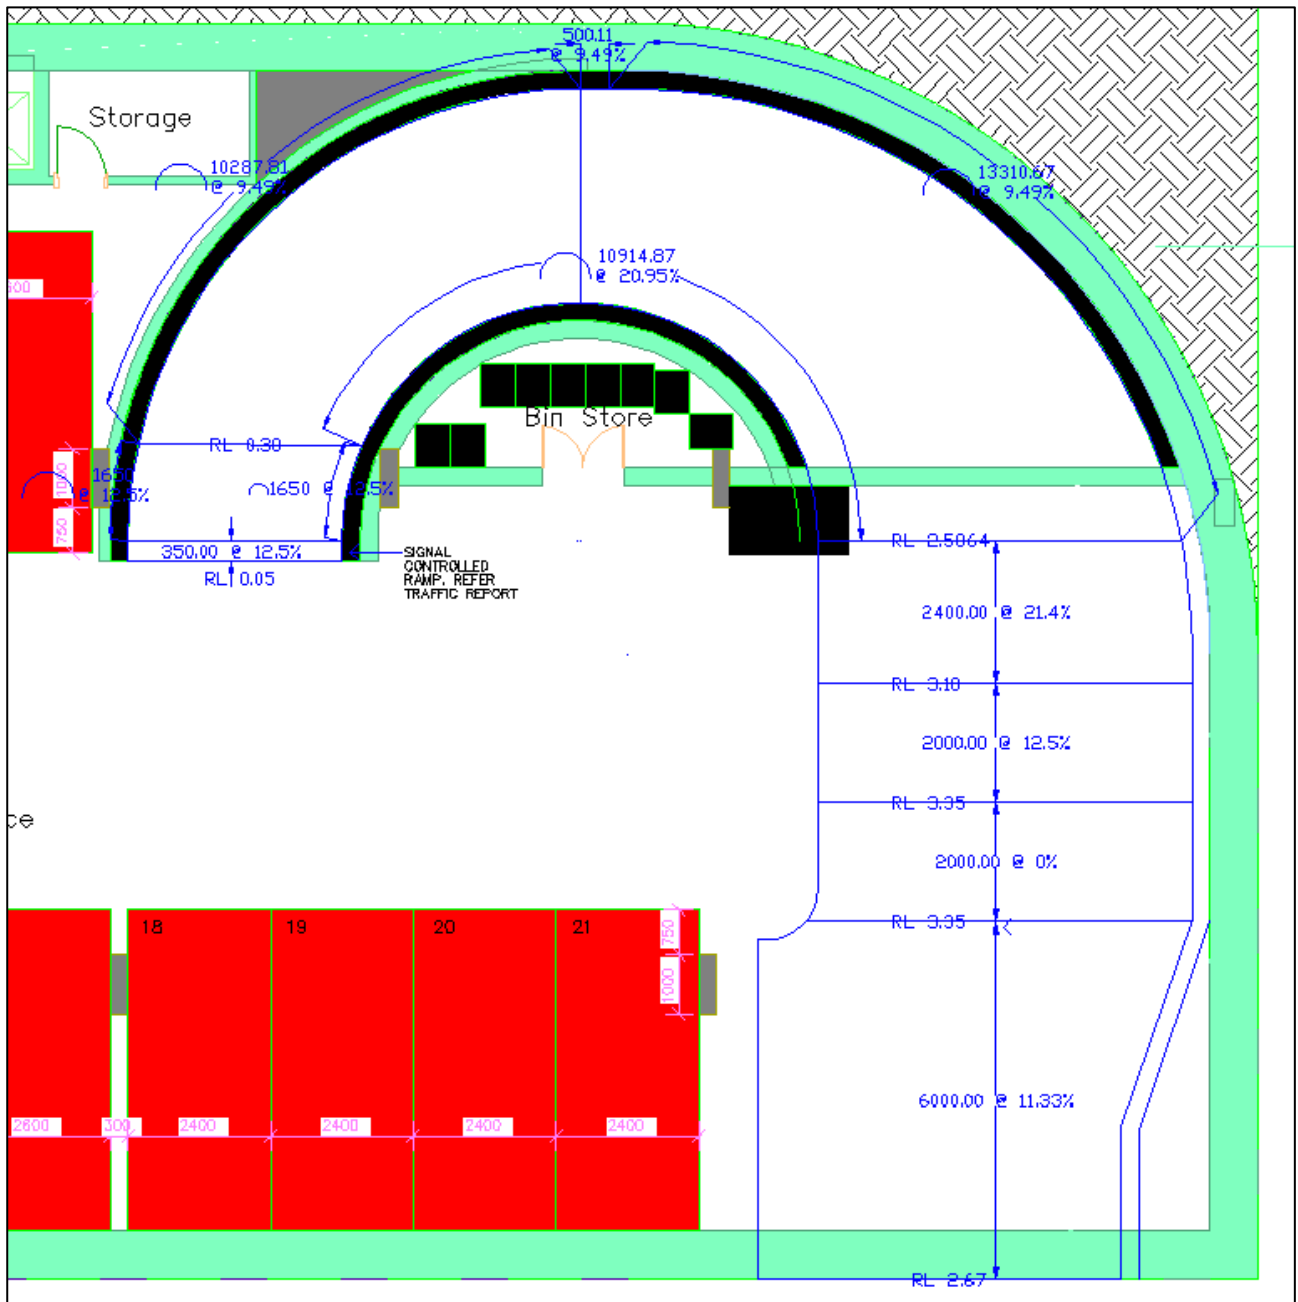 500.11
@ 9.49%
Storage
10287.81
@ 9.49%
13310.67
@ 9.49%
10914.87
@ 20.95%
Bin Store
RL 0.30
1000
1650
@ 12.5%
1650 @ 12.5%
750
350.00 @ 12.5%
RL 0.05
SIGNAL
CONTROLLED
RAMP. REFER
TRAFFIC REPORT
RL 2.5064
2400.00 @ 21.4%
RL 3.10
2000.00 @ 12.5%
RL 3.35
ce
2000.00 @ 0%
RL 3.35
18
19
20
21
750
1000
6000.00 @ 11.33%
2600
300
2400
2400
2400
2400
RL 2.67